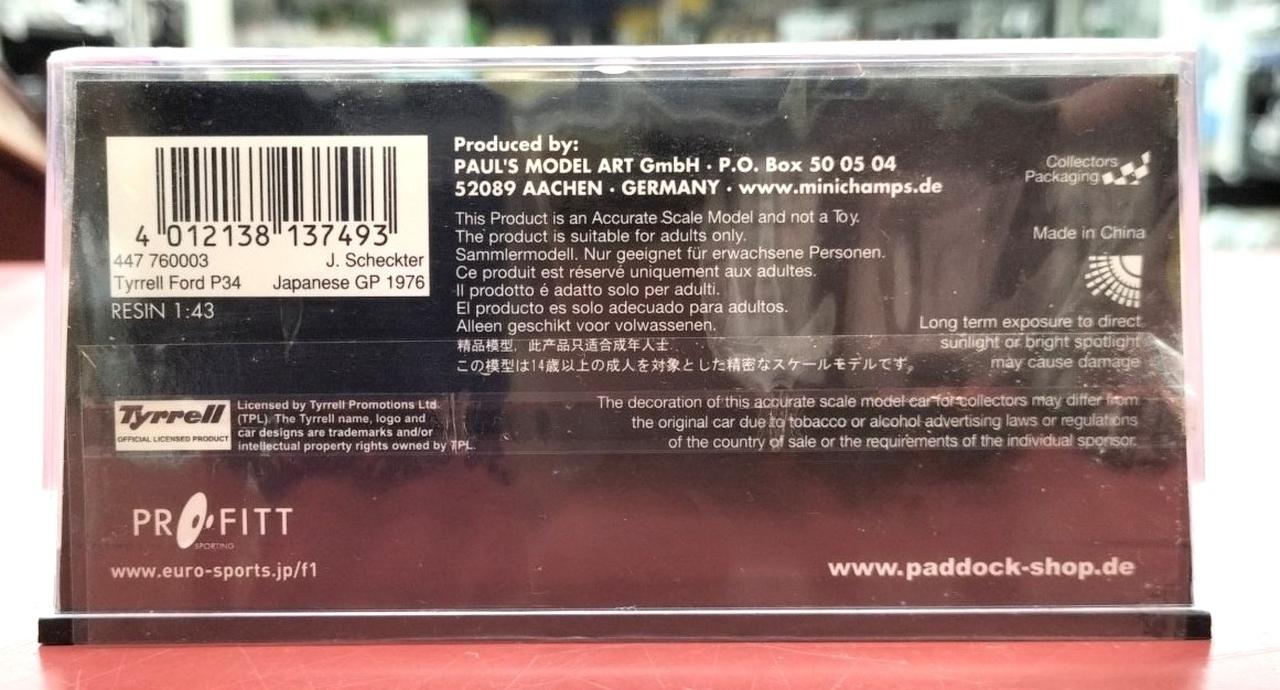 4 012138 137493
447 760003 J. Scheckter
Tyrrell Ford P34 Japanese GP 1976
RESIN 1:43
Produced by:
PAUL'S MODEL ART GmbH · P.O. Box 50 05 04
52089 AACHEN · GERMANY · www.minichamps.de
This Product is an Accurate Scale Model and not a Toy.
The product is suitable for adults only.
Sammlermodell. Nur geeignet für erwachsene Personen.
Ce produit est réservé uniquement aux adultes.
Il prodotto é adatto solo per adulti.
El producto es solo adecuado para adultos.
Alleen geschikt voor volwassenen.
精品模型，此产品只适合成年人士
この模型は14歳以上の成人を対象とした精密なスケールモデルです。
Collectors
Packaging
Made in China
Long term exposure to direct
sunlight or bright spotlight
may cause damage
Tyrrell
OFFICIAL LICENSED PRODUCT
Licensed by Tyrrell Promotions Ltd.
(TPL). The Tyrrell name, logo and
car designs are trademarks and/or
intellectual property rights owned by TPL.
The decoration of this accurate scale model car for collectors may differ from
the original car due to tobacco or alcohol advertising laws or regulations
of the country of sale or the requirements of the individual sponsor.
PROFITT
SPORTING
www.euro-sports.jp/f1
www.paddock-shop.de